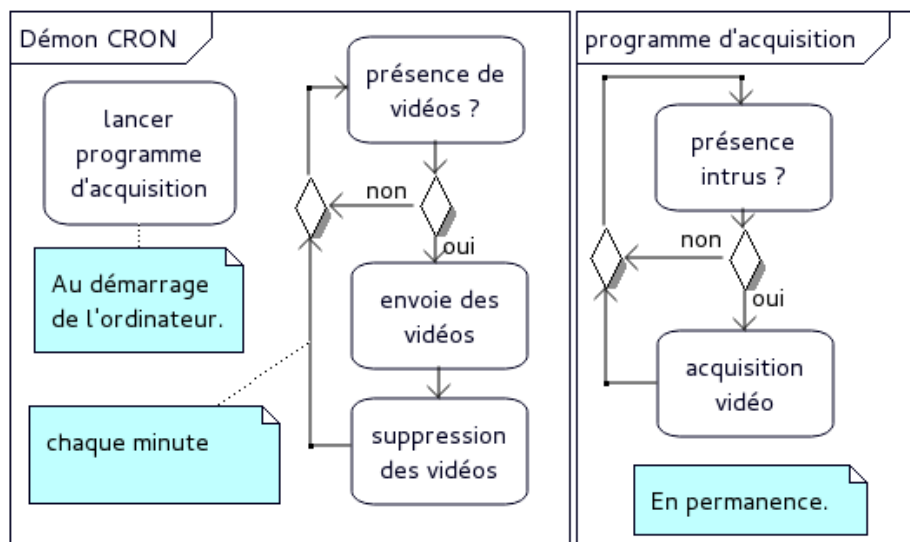 Démon CRON
lancer
programme
d'acquisition
Au démarrage
de l'ordinateur.
chaque minute
présence de
vidéos ?
non
oui
envoie des
vidéos
suppression
des vidéos
programme d'acquisition
présence
intrus ?
non
oui
acquisition
vidéo
En permanence.